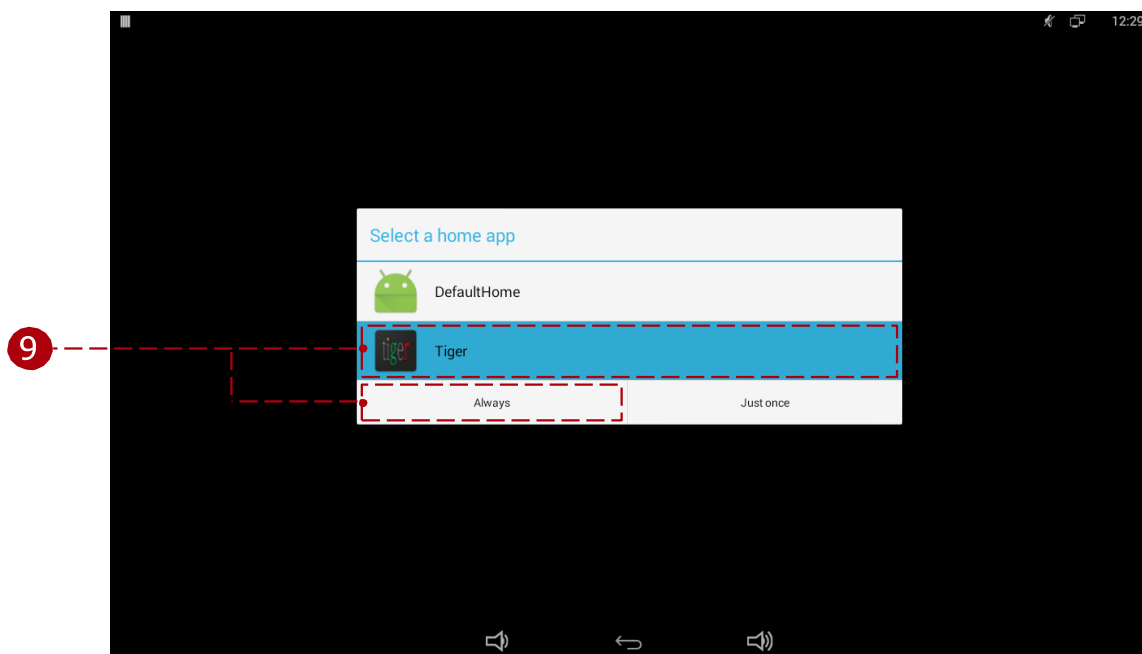 12:29
Select a home app
DefaultHome
tiger
Tiger
9
Always
Just once